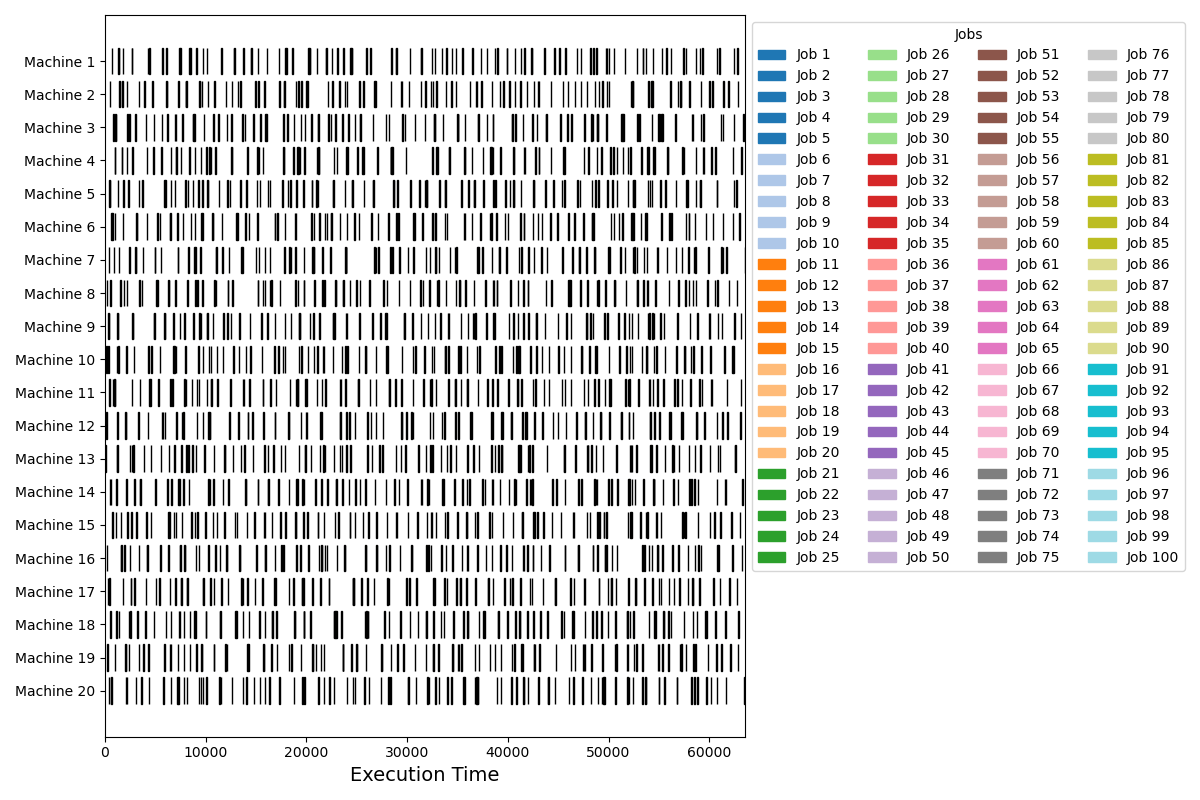 Machine 1
Machine 2
Machine 3
Machine 4
Machine 5
Machine 6
Machine 7
Machine 8
Machine 9
Machine 10
Machine 11
Machine 12
Machine 13
Machine 14
Machine 15
Machine 16
Machine 17
Machine 18
Machine 19
Machine 20
0 10000 20000 30000 40000 50000 60000
Execution Time
Jobs
Job 1 Job 26 Job 51 Job 76
Job 2 Job 27 Job 52 Job 77
Job 3 Job 28 Job 53 Job 78
Job 4 Job 29 Job 54 Job 79
Job 5 Job 30 Job 55 Job 80
Job 6 Job 31 Job 56 Job 81
Job 7 Job 32 Job 57 Job 82
Job 8 Job 33 Job 58 Job 83
Job 9 Job 34 Job 59 Job 84
Job 10 Job 35 Job 60 Job 85
Job 11 Job 36 Job 61 Job 86
Job 12 Job 37 Job 62 Job 87
Job 13 Job 38 Job 63 Job 88
Job 14 Job 39 Job 64 Job 89
Job 15 Job 40 Job 65 Job 90
Job 16 Job 41 Job 66 Job 91
Job 17 Job 42 Job 67 Job 92
Job 18 Job 43 Job 68 Job 93
Job 19 Job 44 Job 69 Job 94
Job 20 Job 45 Job 70 Job 95
Job 21 Job 46 Job 71 Job 96
Job 22 Job 47 Job 72 Job 97
Job 23 Job 48 Job 73 Job 98
Job 24 Job 49 Job 74 Job 99
Job 25 Job 50 Job 75 Job 100